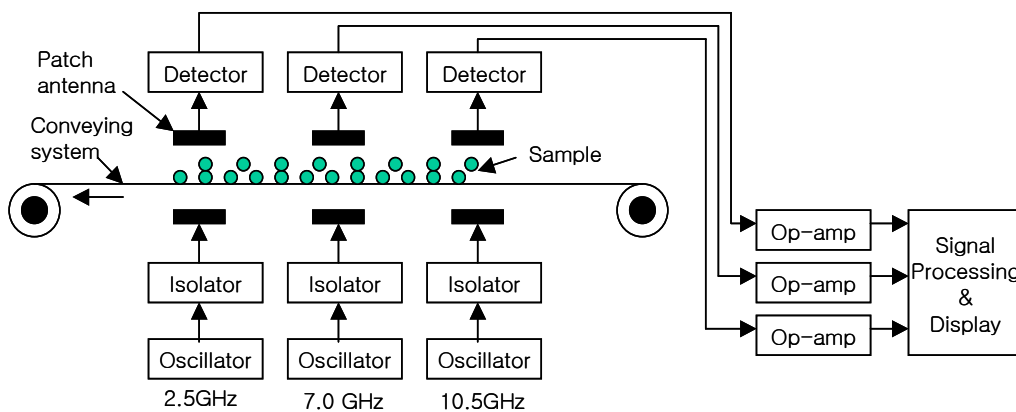 Patch
antenna
Detector
Detector
Detector
Conveying
system
Sample
Isolator
Isolator
Isolator
Oscillator
Oscillator
Oscillator
2.5GHz
7.0 GHz
10.5GHz
Op-amp
Op-amp
Op-amp
Signal
Processing
&
Display